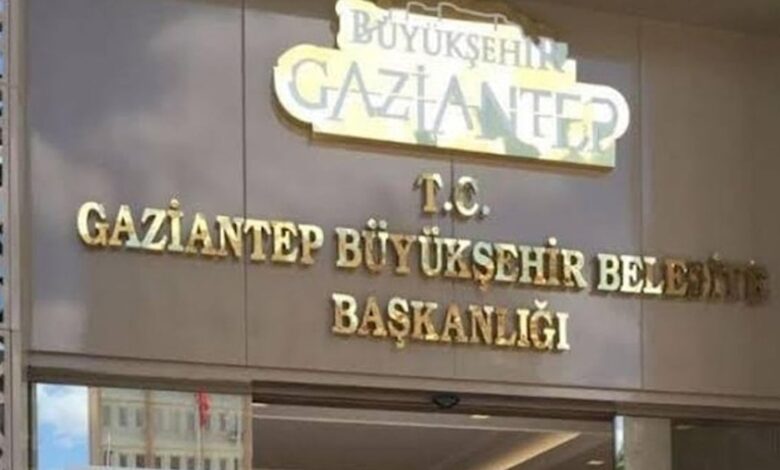 BÜYÜKŞEHİR
GAZİANTEP
T.C.
GAZİANTEP BÜYÜKŞEHİR BELEDİYE
BAŞKANLIĞI